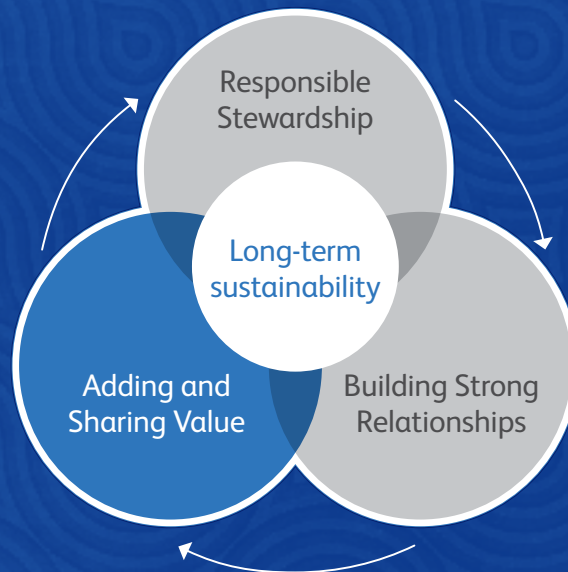 Responsible
Stewardship
Long-term
sustainability
Adding and
Sharing Value
Building Strong
Relationships